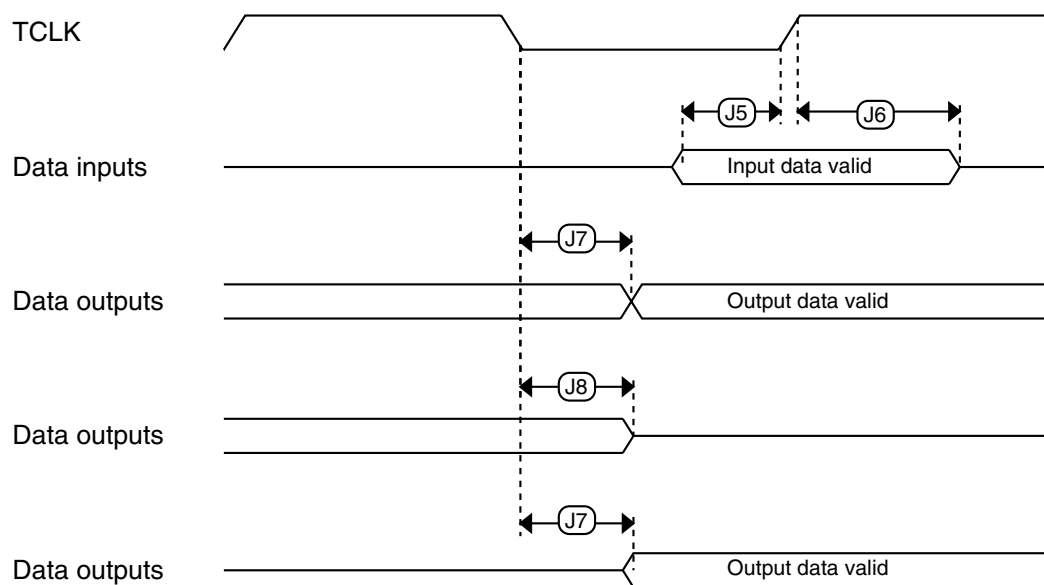 TCLK
J5
J6
Data inputs
Input data valid
J7
Data outputs
Output data valid
J8
Data outputs
J7
Data outputs
Output data valid